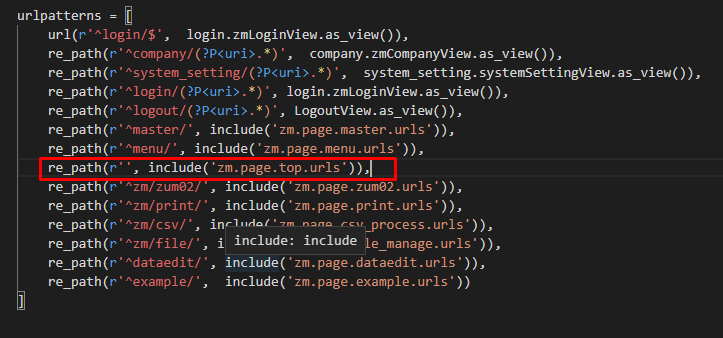 urlpatterns = [
url(r'^login/$', login.zmLoginView.as_view()),
re_path(r'^company/(?P<uri>.*)', company.zmCompanyView.as_view()),
re_path(r'^system_setting/(?P<uri>.*)', system_setting.systemSettingView.as_view()),
re_path(r'^login/(?P<uri>.*)', login.zmLoginView.as_view()),
re_path(r'^logout/(?P<uri>.*)', LogoutView.as_view()),
re_path(r'^master/', include('zm.page.master.urls')),
re_path(r'^menu/', include('zm.page.menu.urls')),
re_path(r'', include('zm.page.top.urls')),
re_path(r'^zm/zum02/', include('zm.page.zum02.urls')),
re_path(r'^zm/print/', include('zm.page.print.urls')),
re_path(r'^zm/csv/', include('zm.page.csv_process.urls')),
re_path(r'^zm/file/', include: include le_manage.urls')),
re_path(r'^dataedit/', include('zm.page.dataedit.urls')),
re_path(r'^example/', include('zm.page.example.urls'))
]